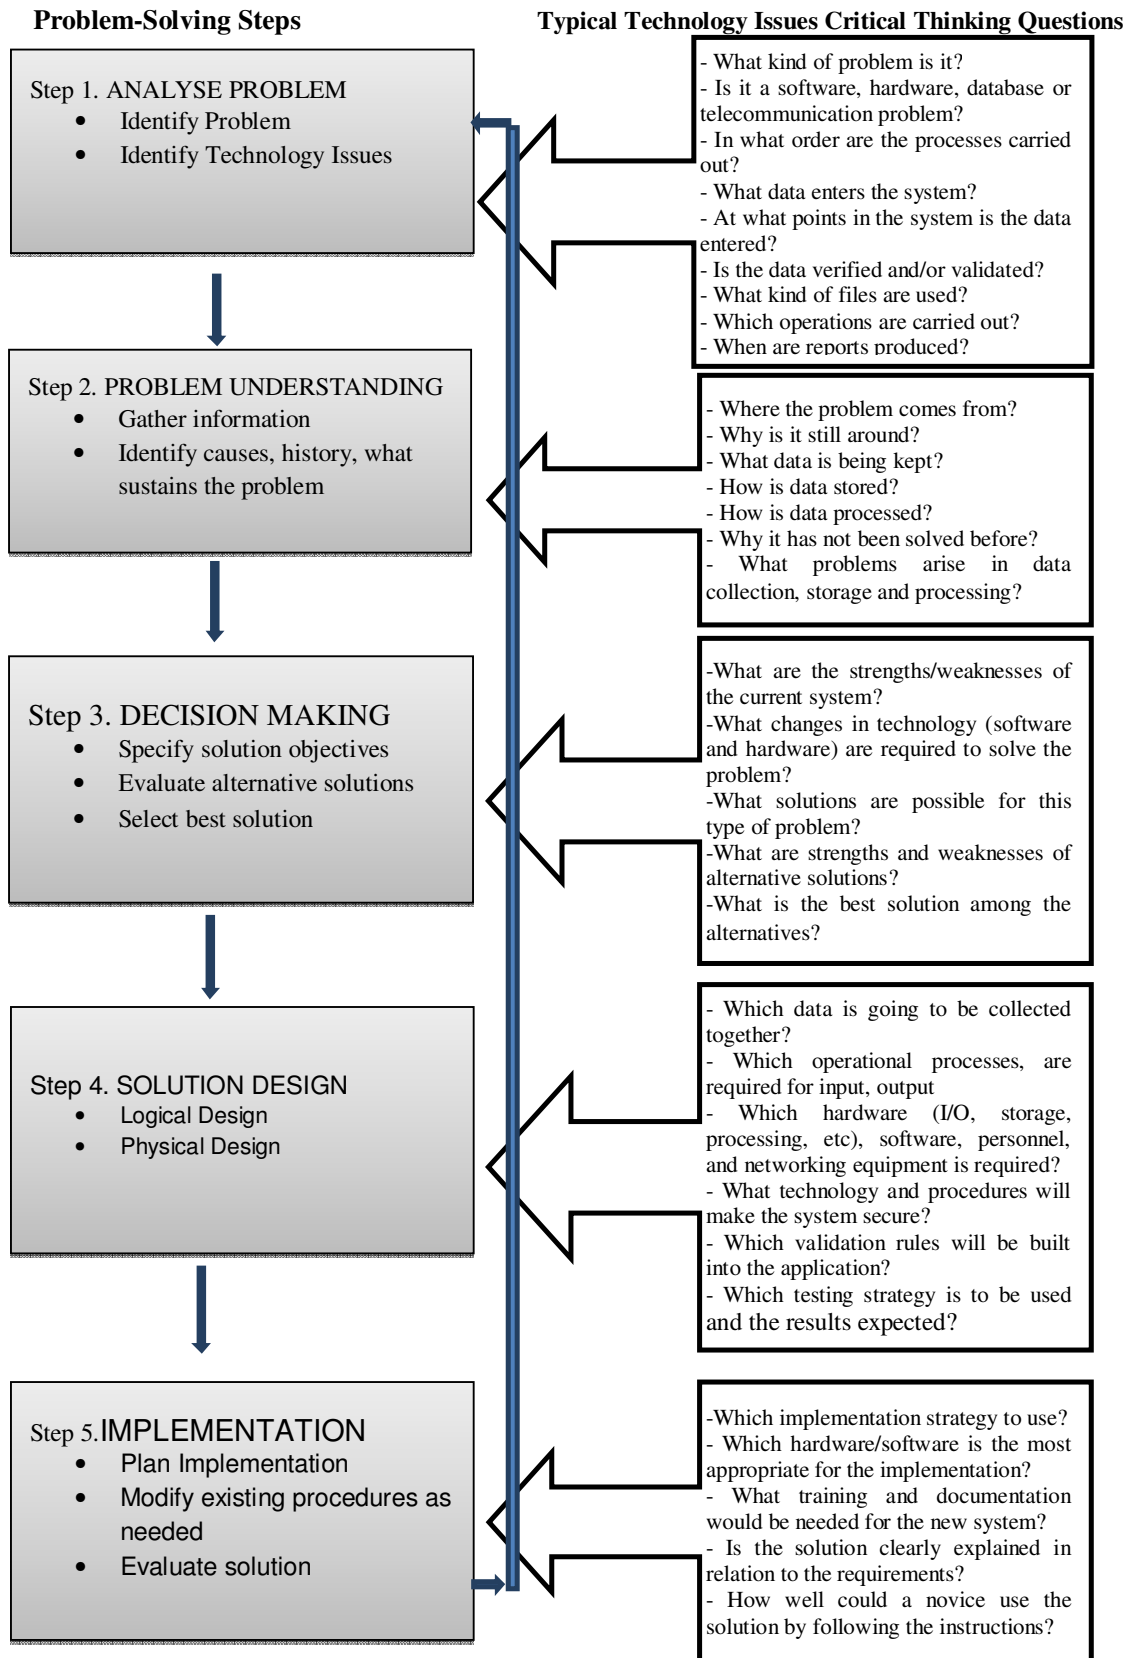 Problem-Solving Steps
Typical Technology Issues Critical Thinking Questions
Step 1. ANALYSE PROBLEM
• Identify Problem
• Identify Technology Issues
- What kind of problem is it?
- Is it a software, hardware, database or
telecommunication problem?
- In what order are the processes carried
out?
- What data enters the system?
- At what points in the system is the data
entered?
- Is the data verified and/or validated?
- What kind of files are used?
- Which operations are carried out?
- When are reports produced?
Step 2. PROBLEM UNDERSTANDING
• Gather information
• Identify causes, history, what
sustains the problem
- Where the problem comes from?
- Why is it still around?
- What data is being kept?
- How is data stored?
- How is data processed?
- Why it has not been solved before?
- What problems arise in data
collection, storage and processing?
Step 3. DECISION MAKING
• Specify solution objectives
• Evaluate alternative solutions
• Select best solution
-What are the strengths/weaknesses of
the current system?
-What changes in technology (software
and hardware) are required to solve the
problem?
-What solutions are possible for this
type of problem?
-What are strengths and weaknesses of
alternative solutions?
-What is the best solution among the
alternatives?
Step 4. SOLUTION DESIGN
• Logical Design
• Physical Design
- Which data is going to be collected
together?
- Which operational processes, are
required for input, output
- Which hardware (I/O, storage,
processing, etc), software, personnel,
and networking equipment is required?
- What technology and procedures will
make the system secure?
- Which validation rules will be built
into the application?
- Which testing strategy is to be used
and the results expected?
Step 5.IMPLEMENTATION
• Plan Implementation
• Modify existing procedures as
needed
• Evaluate solution
-Which implementation strategy to use?
- Which hardware/software is the most
appropriate for the implementation?
- What training and documentation
would be needed for the new system?
- Is the solution clearly explained in
relation to the requirements?
- How well could a novice use the
solution by following the instructions?